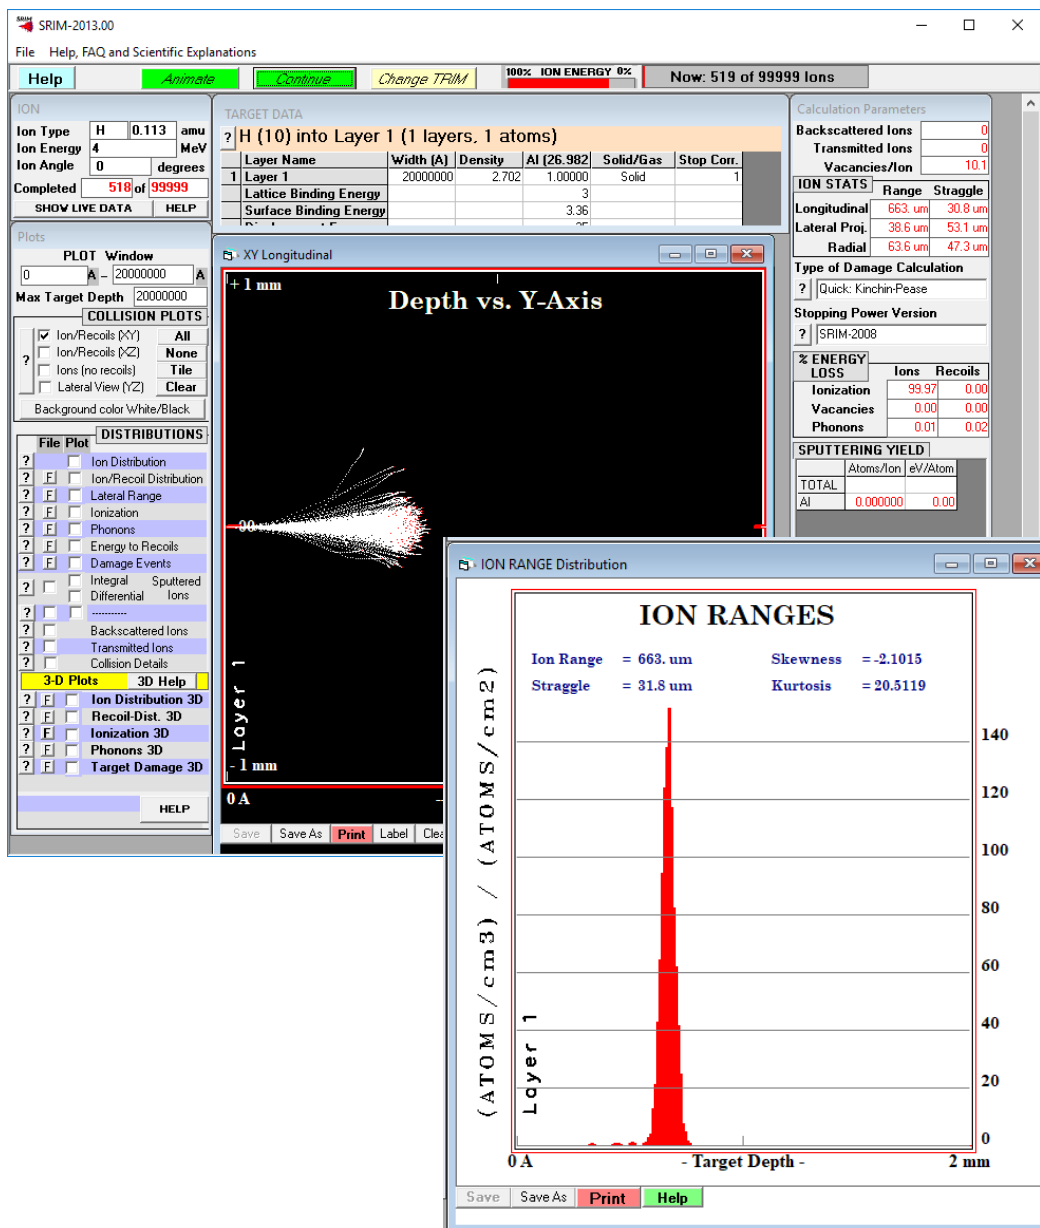 SRIM-2013.00
File Help, FAQ and Scientific Explanations
Help Animate Continue Change TRIM 100% ION ENERGY 0% Now: 519 of 99999 Ions
ION
Ion Type H 0.113 amu
Ion Energy 4 MeV
Ion Angle 0 degrees
Completed 518 of 99999
SHOW LIVE DATA HELP
TARGET DATA
? H (10) into Layer 1 (1 layers, 1 atoms)
Layer Name Width (A) Density Al (26.982 Solid/Gas Stop Corr.
1 Layer 1 20000000 2.702 1.00000 Solid 1
Lattice Binding Energy 3
Surface Binding Energy 3.36
Calculation Parameters
Backscattered Ions 0
Transmitted Ions 0
Vacancies/Ion 10.1
ION STATS Range Straggle
Longitudinal 663. um 30.8 um
Lateral Proj. 38.6 um 53.1 um
Radial 63.6 um 47.3 um
Type of Damage Calculation
? Quick: Kinchin-Pease
Stopping Power Version
? SRIM-2008
% ENERGY LOSS Ions Recoils
Ionization 99.97 0.00
Vacancies 0.00 0.00
Phonons 0.01 0.02
SPUTTERING YIELD
Atoms/Ion eV/Atom
TOTAL
Al 0.000000 0.00
Plots
PLOT Window
0 A - 20000000 A
Max Target Depth 20000000
COLLISION PLOTS
Ion/Recoils (XY) All
? Ion/Recoils (XZ) None
Ions (no recoils) Tile
Lateral View (YZ) Clear
Background color White/Black
DISTRIBUTIONS
File Plot
? Ion Distribution
? F Ion/Recoil Distribution
? F Lateral Range
? F Ionization
? F Phonons
? F Energy to Recoils
? F Damage Events
? Integral Sputtered
Differential Ions
? -----------
? Backscattered Ions
? Transmitted Ions
? Collision Details
3-D Plots 3D Help
? F Ion Distribution 3D
? F Recoil-Dist. 3D
? F Ionization 3D
? F Phonons 3D
? F Target Damage 3D
HELP
XY Longitudinal
+ 1 mm
Depth vs. Y-Axis
Layer 1
- 1 mm
0 A
Save Save As Print Label Clea
ION RANGE Distribution
ION RANGES
Ion Range = 663. um Skewness = -2.1015
Straggle = 31.8 um Kurtosis = 20.5119
(ATOMS/cm3) / (ATOMS/cm2)
Layer 1
140
120
100
80
60
40
20
0
0 A - Target Depth - 2 mm
Save Save As Print Help